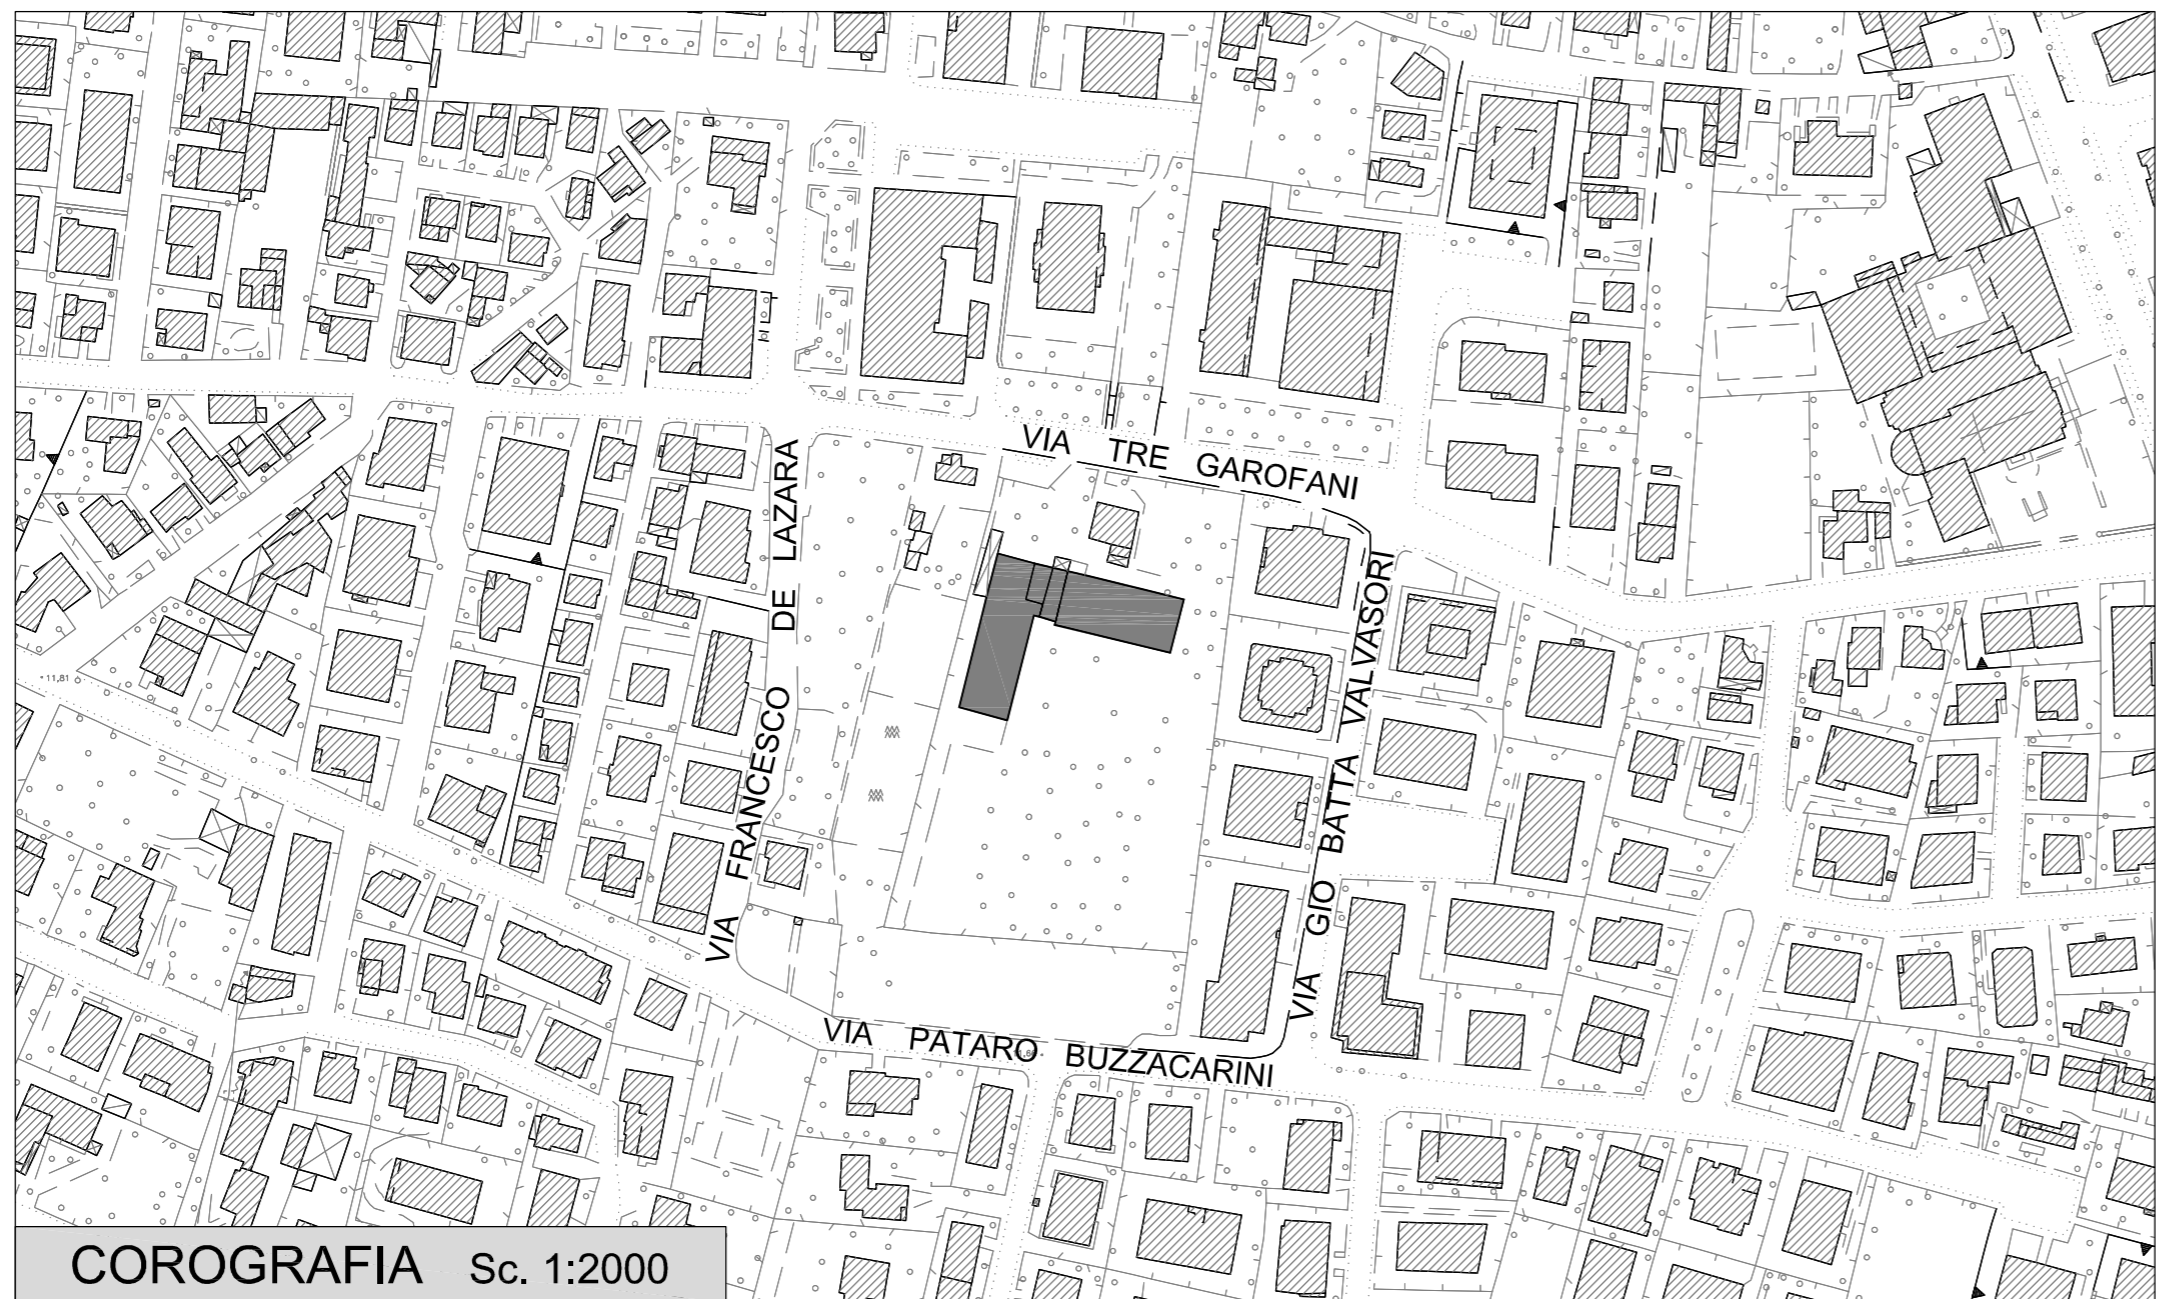 VIA TRE GAROFANI
VIA FRANCESCO DE LAZARA
VIA GIO BATTA VALVASORI
11,81
VIA PATARO BUZZACARINI
COROGRAFIA Sc. 1:2000